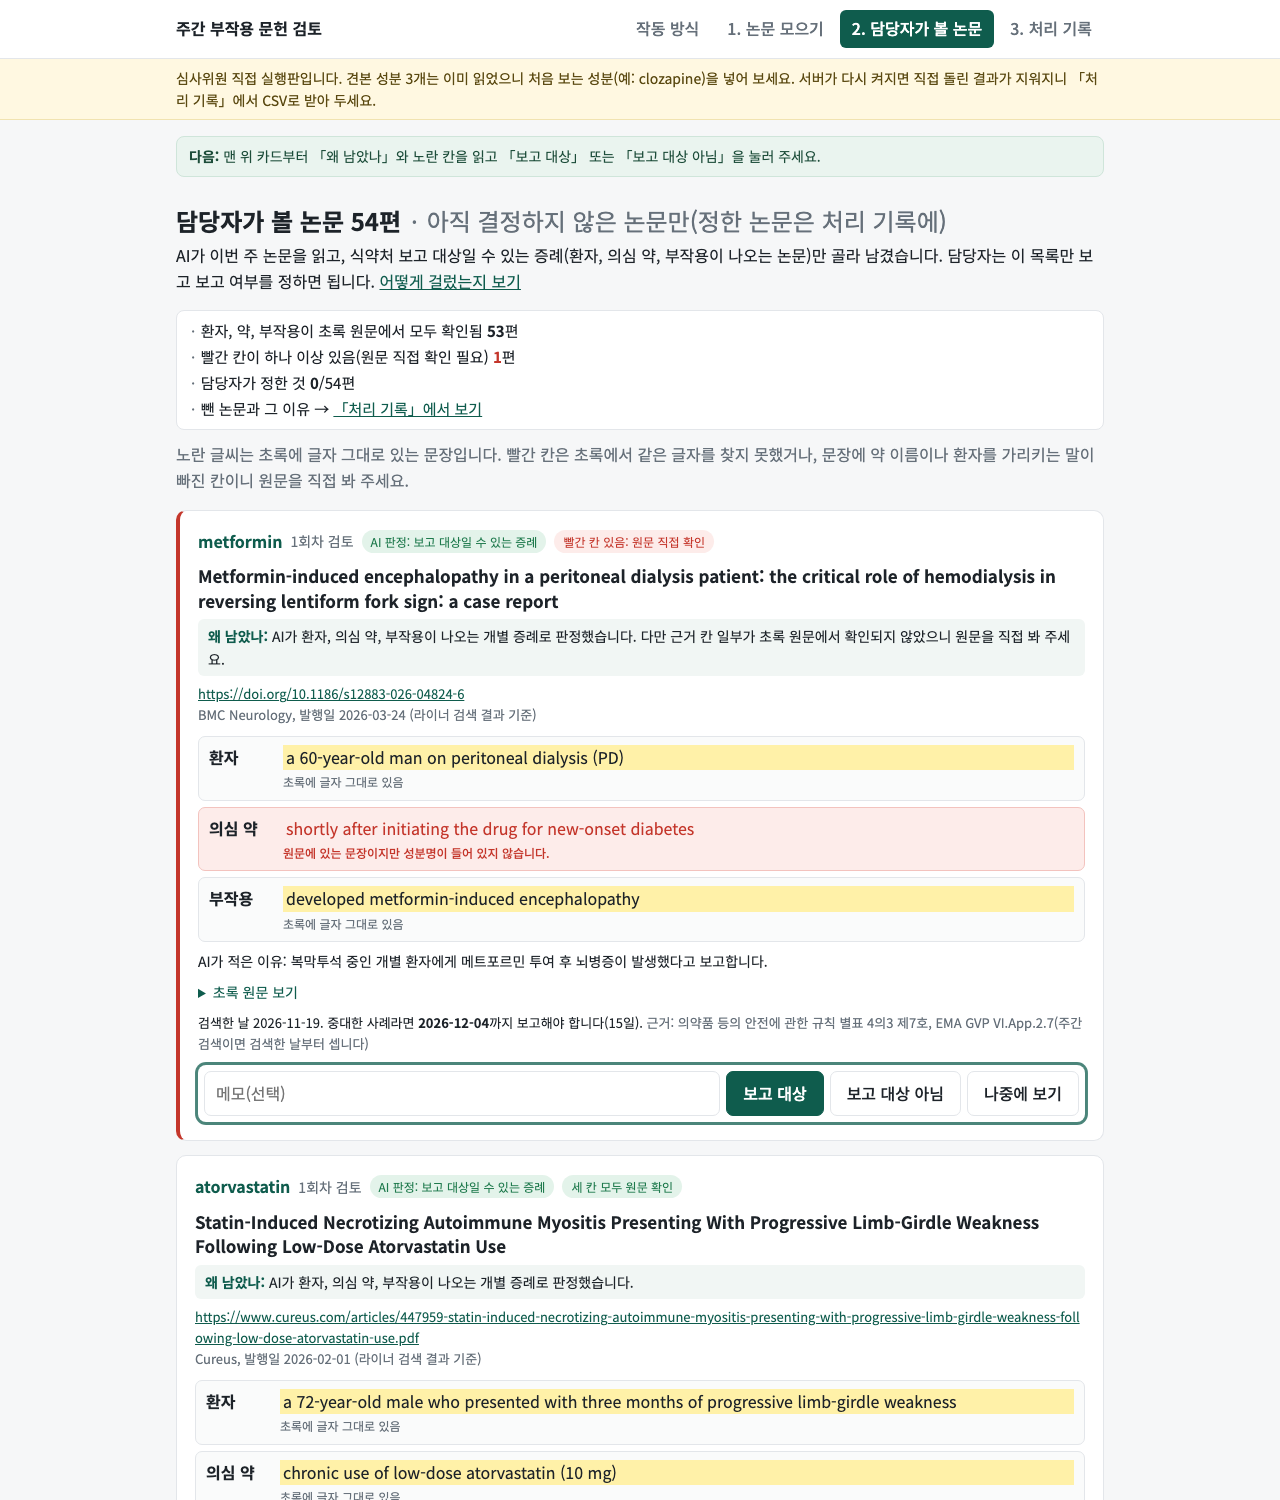 주간 부작용 문헌 검토
작동 방식
1. 논문 모으기
2. 담당자가 볼 논문
3. 처리 기록
심사위원 직접 실행판입니다. 견본 성분 3개는 이미 읽었으니 처음 보는 성분(예: clozapine)을 넣어 보세요. 서버가 다시 켜지면 직접 돌린 결과가 지워지니 「처
리 기록」에서 CSV로 받아 두세요.
다음: 맨 위 카드부터 「왜 남았나」와 노란 칸을 읽고 「보고 대상」 또는 「보고 대상 아님」을 눌러 주세요.
담당자가 볼 논문 54편 · 아직 결정하지 않은 논문만(정한 논문은 처리 기록에)
AI가 이번 주 논문을 읽고, 식약처 보고 대상일 수 있는 증례(환자, 의심 약, 부작용이 나오는 논문)만 골라 남겼습니다. 담당자는 이 목록만 보
고 보고 여부를 정하면 됩니다. 어떻게 걸렀는지 보기
· 환자, 약, 부작용이 초록 원문에서 모두 확인됨 53편
· 빨간 칸이 하나 이상 있음(원문 직접 확인 필요) 1편
· 담당자가 정한 것 0/54편
· 뺀 논문과 그 이유 → 「처리 기록」에서 보기
노란 글씨는 초록에 글자 그대로 있는 문장입니다. 빨간 칸은 초록에서 같은 글자를 찾지 못했거나, 문장에 약 이름이나 환자를 가리키는 말이
빠진 칸이니 원문을 직접 봐 주세요.
metformin 1회차 검토 AI 판정: 보고 대상일 수 있는 증례 빨간 칸 있음: 원문 직접 확인
Metformin-induced encephalopathy in a peritoneal dialysis patient: the critical role of hemodialysis in
reversing lentiform fork sign: a case report
왜 남았나: AI가 환자, 의심 약, 부작용이 나오는 개별 증례로 판정했습니다. 다만 근거 칸 일부가 초록 원문에서 확인되지 않았으니 원문을 직접 봐 주세
요.
https://doi.org/10.1186/s12883-026-04824-6
BMC Neurology, 발행일 2026-03-24 (라이너 검색 결과 기준)
환자 a 60-year-old man on peritoneal dialysis (PD)
초록에 글자 그대로 있음
의심 약 shortly after initiating the drug for new-onset diabetes
원문에 있는 문장이지만 성분명이 들어 있지 않습니다.
부작용 developed metformin-induced encephalopathy
초록에 글자 그대로 있음
AI가 적은 이유: 복막투석 중인 개별 환자에게 메트포르민 투여 후 뇌병증이 발생했다고 보고합니다.
▶ 초록 원문 보기
검색한 날 2026-11-19. 중대한 사례라면 2026-12-04까지 보고해야 합니다(15일). 근거: 의약품 등의 안전에 관한 규칙 별표 4의3 제7호, EMA GVP VI.App.2.7(주간
검색이면 검색한 날부터 셉니다)
메모(선택) 보고 대상 보고 대상 아님 나중에 보기
atorvastatin 1회차 검토 AI 판정: 보고 대상일 수 있는 증례 세 칸 모두 원문 확인
Statin-Induced Necrotizing Autoimmune Myositis Presenting With Progressive Limb-Girdle Weakness
Following Low-Dose Atorvastatin Use
왜 남았나: AI가 환자, 의심 약, 부작용이 나오는 개별 증례로 판정했습니다.
https://www.cureus.com/articles/447959-statin-induced-necrotizing-autoimmune-myositis-presenting-with-progressive-limb-girdle-weakness-foll
owing-low-dose-atorvastatin-use.pdf
Cureus, 발행일 2026-02-01 (라이너 검색 결과 기준)
환자 a 72-year-old male who presented with three months of progressive limb-girdle weakness
초록에 글자 그대로 있음
의심 약 chronic use of low-dose atorvastatin (10 mg)
초록에 글자 그대로 있음